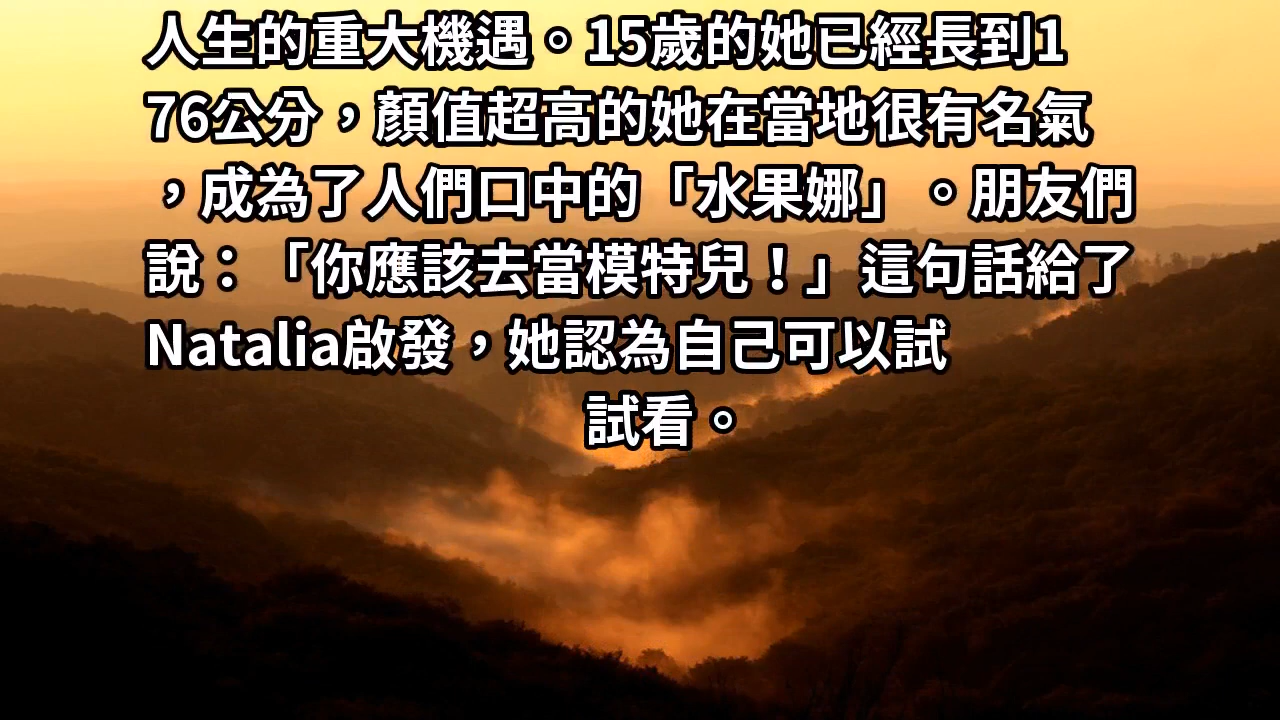 人生的重大機遇。15歲的她已經長到1
76公分，顏值超高的她在當地很有名氣
，成為了人們口中的「水果娜」。朋友們
說：「你應該去當模特兒！」這句話給了
Natalia啟發，她認為自己可以試
試看。